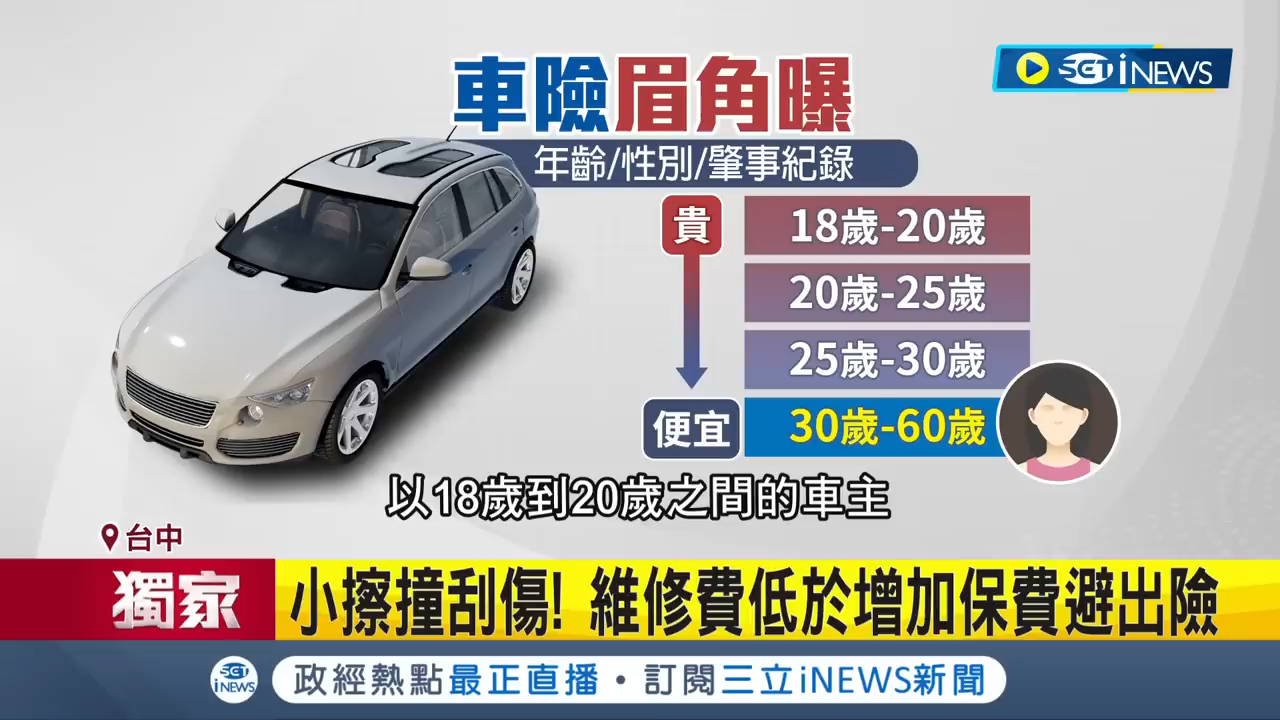 車險眉角曝
SETiNEWS
年齡/性別/肇事紀錄
貴
18歲-20歲
20歲-25歲
25歲-30歲
便宜
30歲-60歲
以18歲到20歲之間的車主
台中
獨家
小擦撞刮傷! 維修費低於增加保費避出險
SETiNEWS
政經熱點最正直播・訂閱三立iNEWS新聞